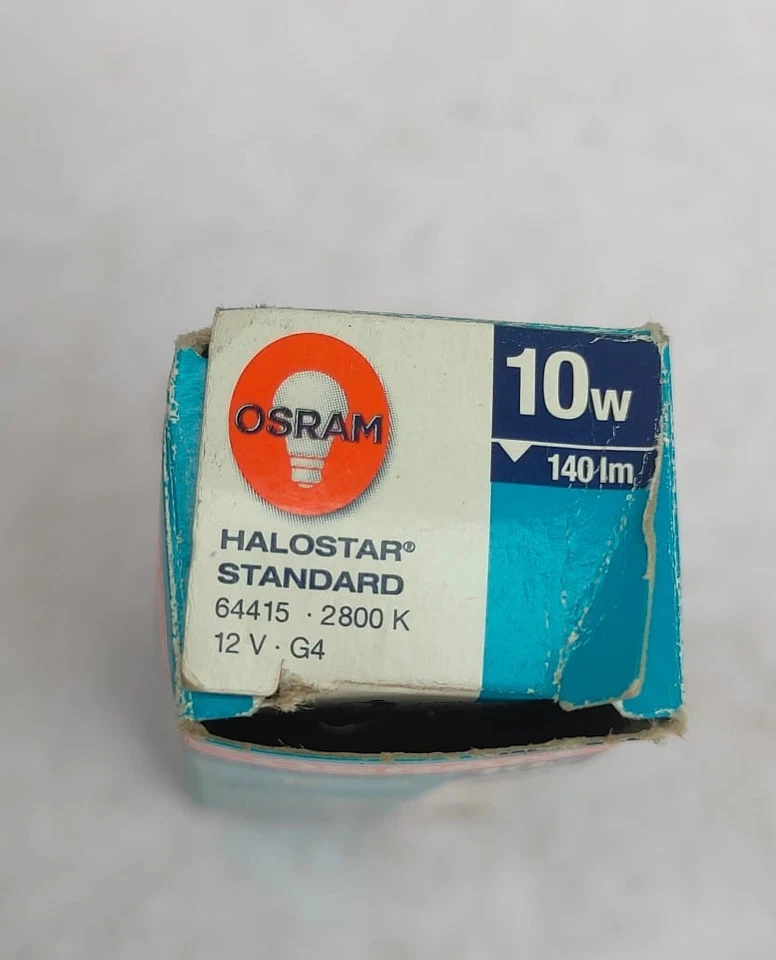 OSRAM
HALOSTAR®
STANDARD
64415 · 2800 K
12 V · G4
10W
140 lm